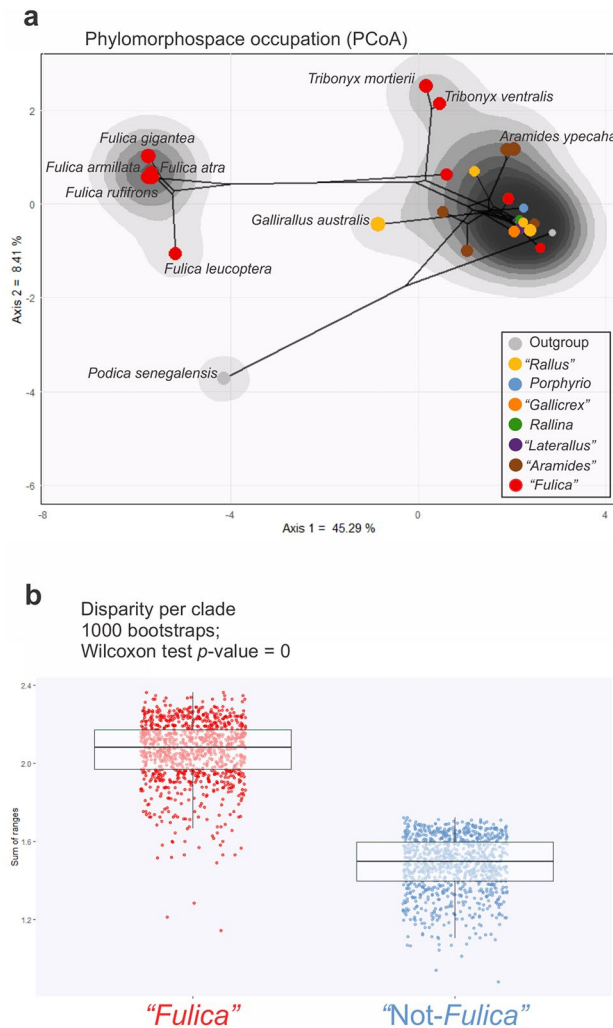 a
Phylomorphospace occupation (PCoA)
Tribonyx mortierii
Tribonyx ventralis
Fulica gigantea
Aramides ypecaha
Fulica armillata Fulica atra
Fulica rufifrons
Gallirallus australis
Fulica leucoptera
Podica senegalensis
2
0
-2
-4
-6
Axis 2 = 8.41 %
Outgroup
"Rallus"
Porphyrio
"Gallicrex"
Rallina
"Laterallus"
"Aramides"
"Fulica"
-8 -4 0 4
Axis 1 = 45.29 %
b
Disparity per clade
1000 bootstraps;
Wilcoxon test p-value = 0
2.4
2.0
1.6
1.2
Sum of ranges
"Fulica" "Not-Fulica"